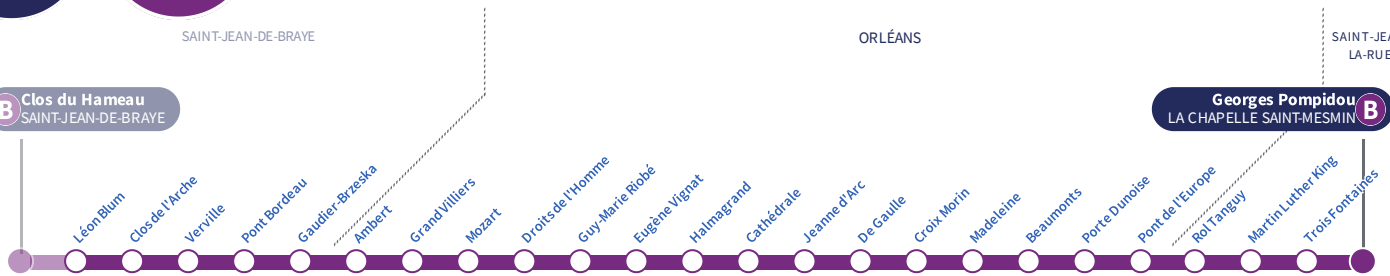 SAINT-JEAN-DE-BRAYE
ORLÉANS
SAINT-JEA
LA-RUE
B
Clos du Hameau
SAINT-JEAN-DE-BRAYE
Georges Pompidou
LA CHAPELLE SAINT-MESMIN
B
Léon Blum
Clos de l'Arche
Verville
Pont Bordeau
Gaudier-Brzeska
Ambert
Grand Villiers
Mozart
Droits de l'Homme
Guy-Marie Riobé
Eugène Vignat
Halmagrand
Cathédrale
Jeanne d'Arc
De Gaulle
Croix Morin
Madeleine
Beaumonts
Porte Dunoise
Pont de l'Europe
Rol Tanguy
Martin Luther King
Trois Fontaines